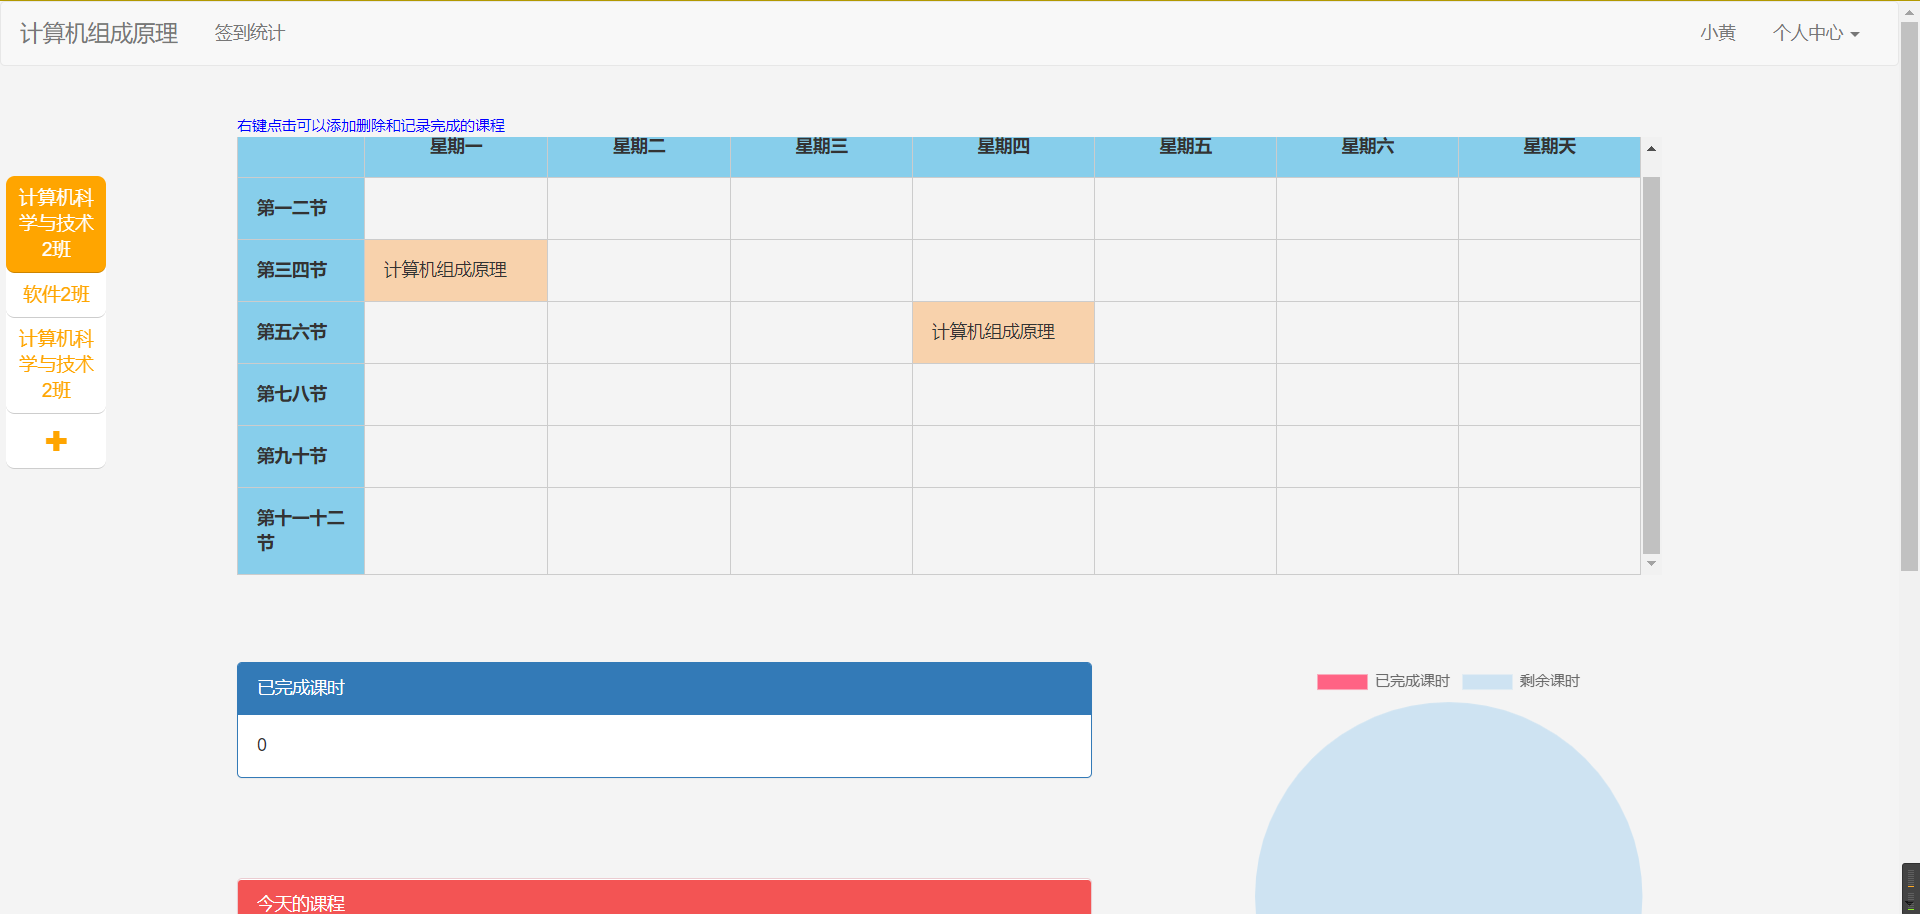 计算机组成原理 签到统计 小黄 个人中心
右键点击可以添加删除和记录完成的课程
星期一 星期二 星期三 星期四 星期五 星期六 星期天
计算机科
学与技术
2班
软件2班
计算机科
学与技术
2班
第一二节
第三四节 计算机组成原理
第五六节 计算机组成原理
第七八节
第九十节
第十一十二
节
已完成课时
0
已完成课时 剩余课时
今天的课程